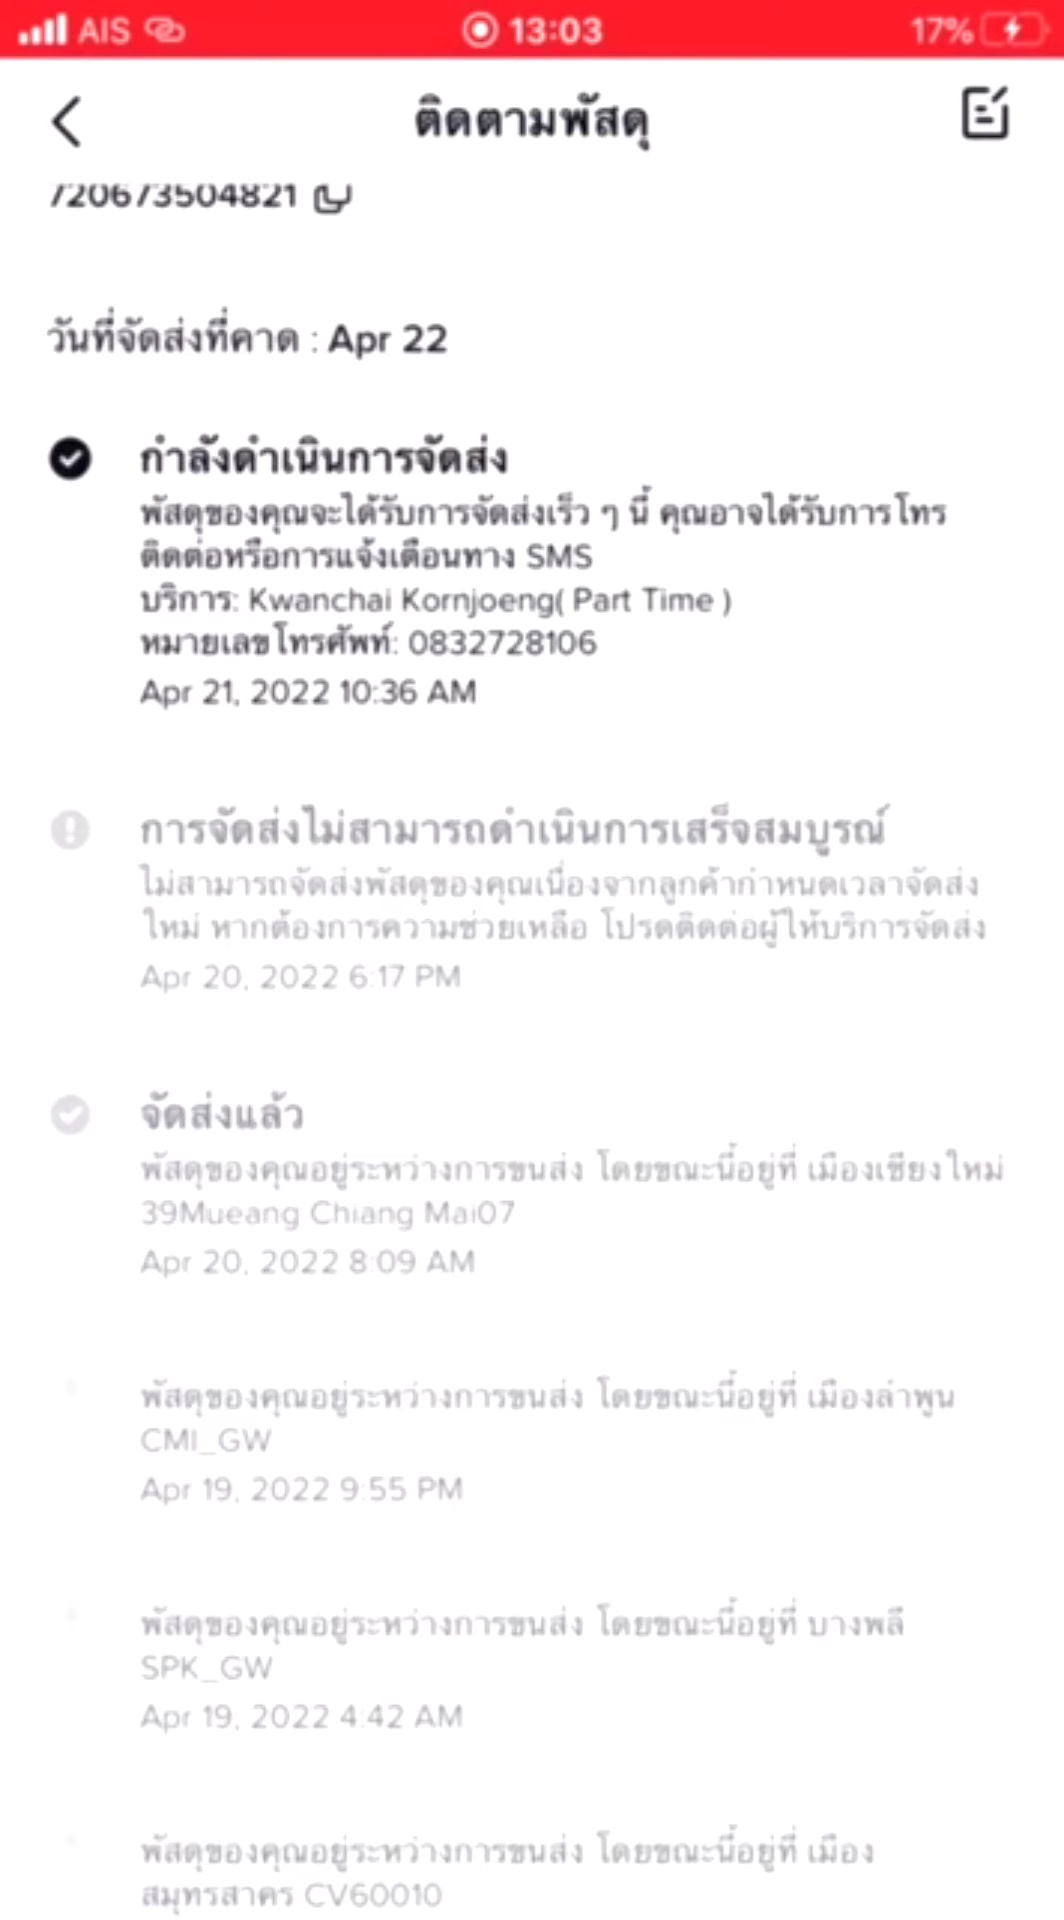 AIS 13:03 17%
ติดตามพัสดุ
720673504821
วันที่จัดส่งที่คาด : Apr 22
กำลังดำเนินการจัดส่ง
พัสดุของคุณจะได้รับการจัดส่งเร็ว ๆ นี้ คุณอาจได้รับการโทร
ติดต่อหรือการแจ้งเตือนทาง SMS
บริการ: Kwanchai Kornjoeng( Part Time )
หมายเลขโทรศัพท์: 0832728106
Apr 21, 2022 10:36 AM
การจัดส่งไม่สามารถดำเนินการเสร็จสมบูรณ์
ไม่สามารถจัดส่งพัสดุของคุณเนื่องจากลูกค้ากำหนดเวลาจัดส่ง
ใหม่ หากต้องการความช่วยเหลือ โปรดติดต่อผู้ให้บริการจัดส่ง
Apr 20, 2022 6:17 PM
จัดส่งแล้ว
พัสดุของคุณอยู่ระหว่างการขนส่ง โดยขณะนี้อยู่ที่ เมืองเชียงใหม่
39Mueang Chiang Mai07
Apr 20, 2022 8:09 AM
พัสดุของคุณอยู่ระหว่างการขนส่ง โดยขณะนี้อยู่ที่ เมืองลำพูน
CMI_GW
Apr 19, 2022 9:55 PM
พัสดุของคุณอยู่ระหว่างการขนส่ง โดยขณะนี้อยู่ที่ บางพลี
SPK_GW
Apr 19, 2022 4:42 AM
พัสดุของคุณอยู่ระหว่างการขนส่ง โดยขณะนี้อยู่ที่ เมือง
สมุทรสาคร CV60010